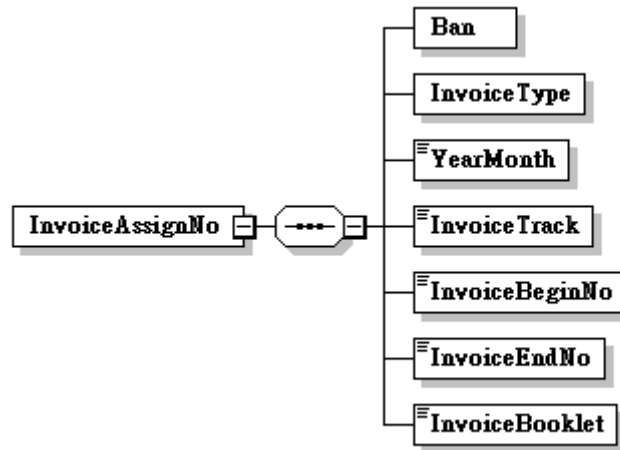 InvoiceAssignNo
Ban
InvoiceType
YearMonth
InvoiceTrack
InvoiceBeginNo
InvoiceEndNo
InvoiceBooklet